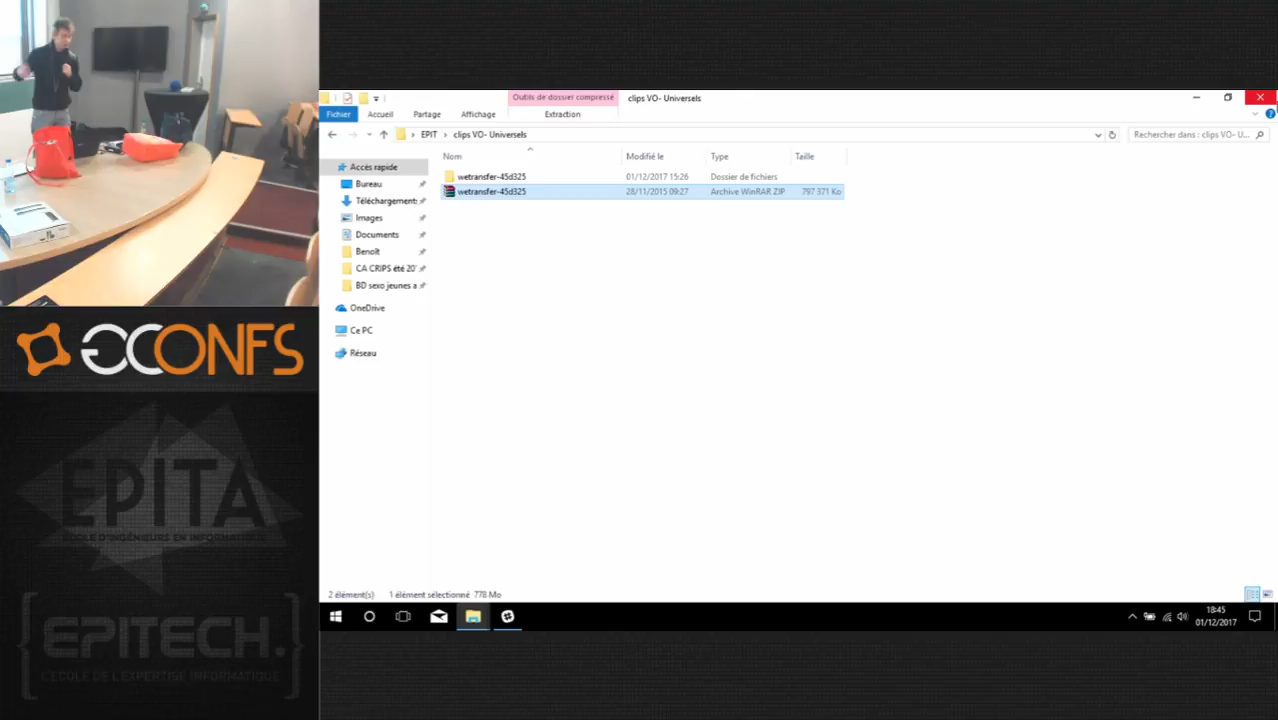 Outils de dossier compressé
clips VO- Universels
Fichier
Accueil
Partage
Affichage
Extraction
EPIT
clips VO- Universels
Rechercher dans : clips VO- U...
Nom
Modifié le
Type
Taille
Accès rapide
wetransfer-45d325
01/12/2017 15:26
Dossier de fichiers
wetransfer-45d325
28/11/2015 09:27
Archive WinRAR ZIP
797 371 Ko
Bureau
Téléchargements
Images
Documents
Benoît
CA CRIPS été 20
BD sexo jeunes a
OneDrive
Ce PC
Réseau
2 élément(s)
1 élément sélectionné 778 Mo
18:45
01/12/2017
GCONFS
EPITA
ÉCOLE D'INGÉNIEURS EN INFORMATIQUE
{EPITECH.}
L'ÉCOLE DE L'EXPERTISE INFORMATIQUE